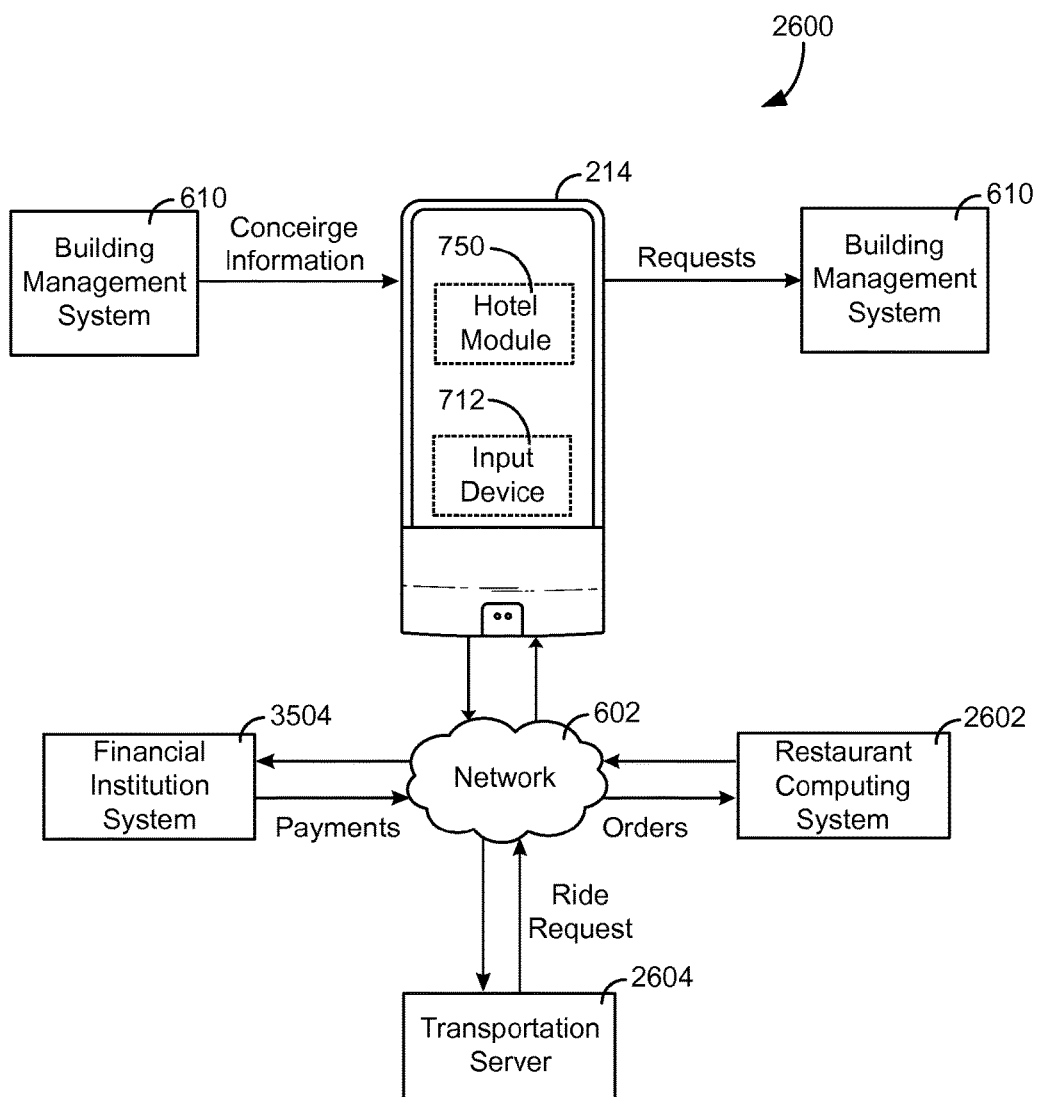 2600
610
Building
Management
System
Conceirge
Information
214
750
Hotel
Module
712
Input
Device
Requests
610
Building
Management
System
3504
Financial
Institution
System
Payments
602
Network
Orders
2602
Restaurant
Computing
System
Ride
Request
2604
Transportation
Server